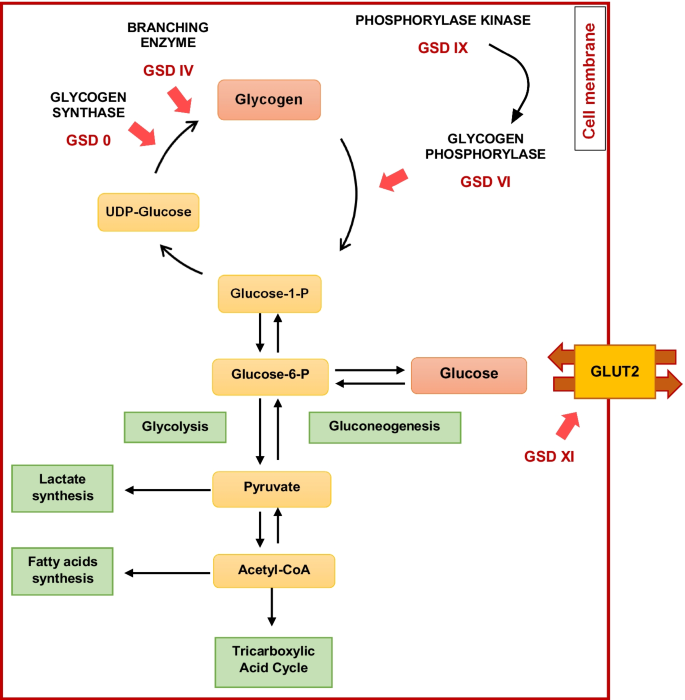 BRANCHING
ENZYME
GSD IV
PHOSPHORYLASE KINASE
GSD IX
Cell membrane
GLYCOGEN
SYNTHASE
GSD 0
Glycogen
GLYCOGEN
PHOSPHORYLASE
GSD VI
UDP-Glucose
Glucose-1-P
Glucose-6-P
Glucose
GLUT2
GSD XI
Glycolysis
Gluconeogenesis
Lactate
synthesis
Pyruvate
Fatty acids
synthesis
Acetyl-CoA
Tricarboxylic
Acid Cycle